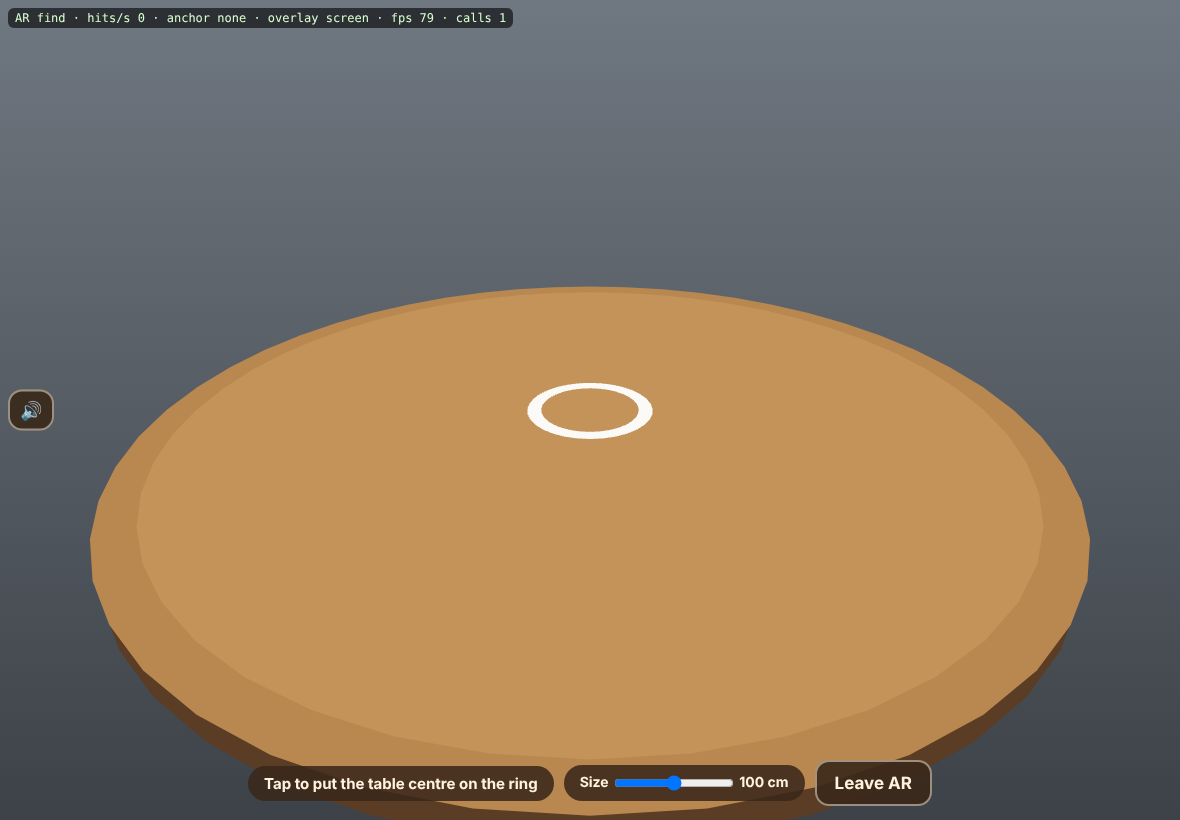 AR find · hits/s 0 · anchor none · overlay screen · fps 79 · calls 1
Tap to put the table centre on the ring
Size 100 cm
Leave AR